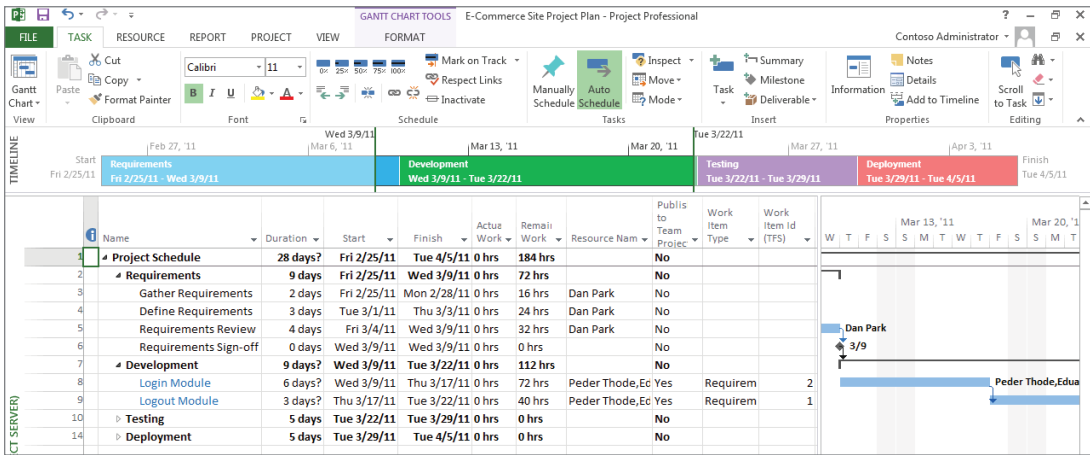 GANTT CHART TOOLS E-Commerce Site Project Plan - Project Professional
FILE TASK RESOURCE REPORT PROJECT VIEW FORMAT Contoso Administrator
Gantt Chart
View
Paste
Cut
Copy
Format Painter
Clipboard
Calibri 11
B I U A
Font
0% 25% 50% 75% 100%
Mark on Track
Respect Links
Inactivate
Schedule
Manually Schedule
Auto Schedule
Inspect
Move
Mode
Tasks
Task
Summary
Milestone
Deliverable
Insert
Information
Notes
Details
Add to Timeline
Properties
Scroll to Task
Editing
TIMELINE
Wed 3/9/11 Tue 3/22/11
Feb 27, '11 Mar 6, '11 Mar 13, '11 Mar 20, '11 Mar 27, '11 Apr 3, '11
Start
Fri 2/25/11
Requirements
Fri 2/25/11 - Wed 3/9/11
Development
Wed 3/9/11 - Tue 3/22/11
Testing
Tue 3/22/11 - Tue 3/29/11
Deployment
Tue 3/29/11 - Tue 4/5/11
Finish
Tue 4/5/11
Name Duration Start Finish Actua Work Remai Work Resource Nam Publis to Team Projec Work Item Type Work Item Id (TFS)
Mar 13, '11 Mar 20, '1
W T F S S M T W T F S S M T
1 Project Schedule 28 days? Fri 2/25/11 Tue 4/5/11 0 hrs 184 hrs No
2 Requirements 9 days Fri 2/25/11 Wed 3/9/11 0 hrs 72 hrs No
3 Gather Requirements 2 days Fri 2/25/11 Mon 2/28/11 0 hrs 16 hrs Dan Park No
4 Define Requirements 3 days Tue 3/1/11 Thu 3/3/11 0 hrs 24 hrs Dan Park No
5 Requirements Review 4 days Fri 3/4/11 Wed 3/9/11 0 hrs 32 hrs Dan Park No Dan Park
6 Requirements Sign-off 0 days Wed 3/9/11 Wed 3/9/11 0 hrs 0 hrs No 3/9
7 Development 9 days? Wed 3/9/11 Tue 3/22/11 0 hrs 112 hrs No
8 Login Module 6 days? Wed 3/9/11 Thu 3/17/11 0 hrs 72 hrs Peder Thode,Ed Yes Requirem 2 Peder Thode,Edua
9 Logout Module 3 days? Thu 3/17/11 Tue 3/22/11 0 hrs 40 hrs Peder Thode,Ed Yes Requirem 1
10 Testing 5 days Tue 3/22/11 Tue 3/29/11 0 hrs 0 hrs No
14 Deployment 5 days Tue 3/29/11 Tue 4/5/11 0 hrs 0 hrs No
CT SERVER)